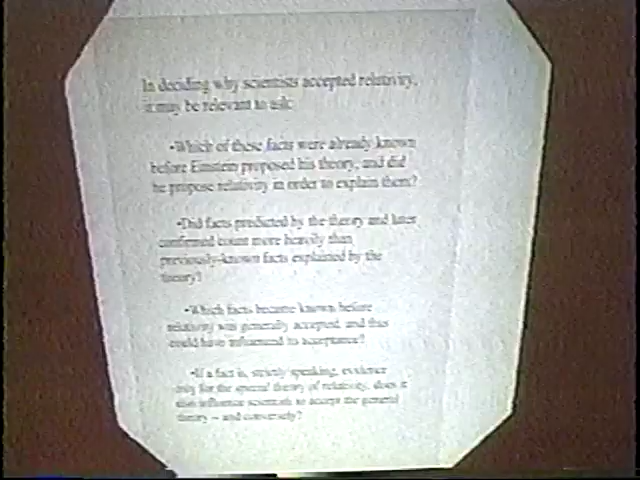 In deciding why scientists accepted relativity,
it may be relevant to ask:
•Which of these facts were already known
before Einstein proposed his theory, and did
he propose relativity in order to explain them?
•Did facts predicted by the theory and later
confirmed count more heavily than
previously-known facts explained by the
theory?
•Which facts became known before
relativity was generally accepted, and thus
could have influenced its acceptance?
•If a fact is, strictly speaking, evidence
only for the special theory of relativity, does it
also influence scientists to accept the general
theory -- and conversely?